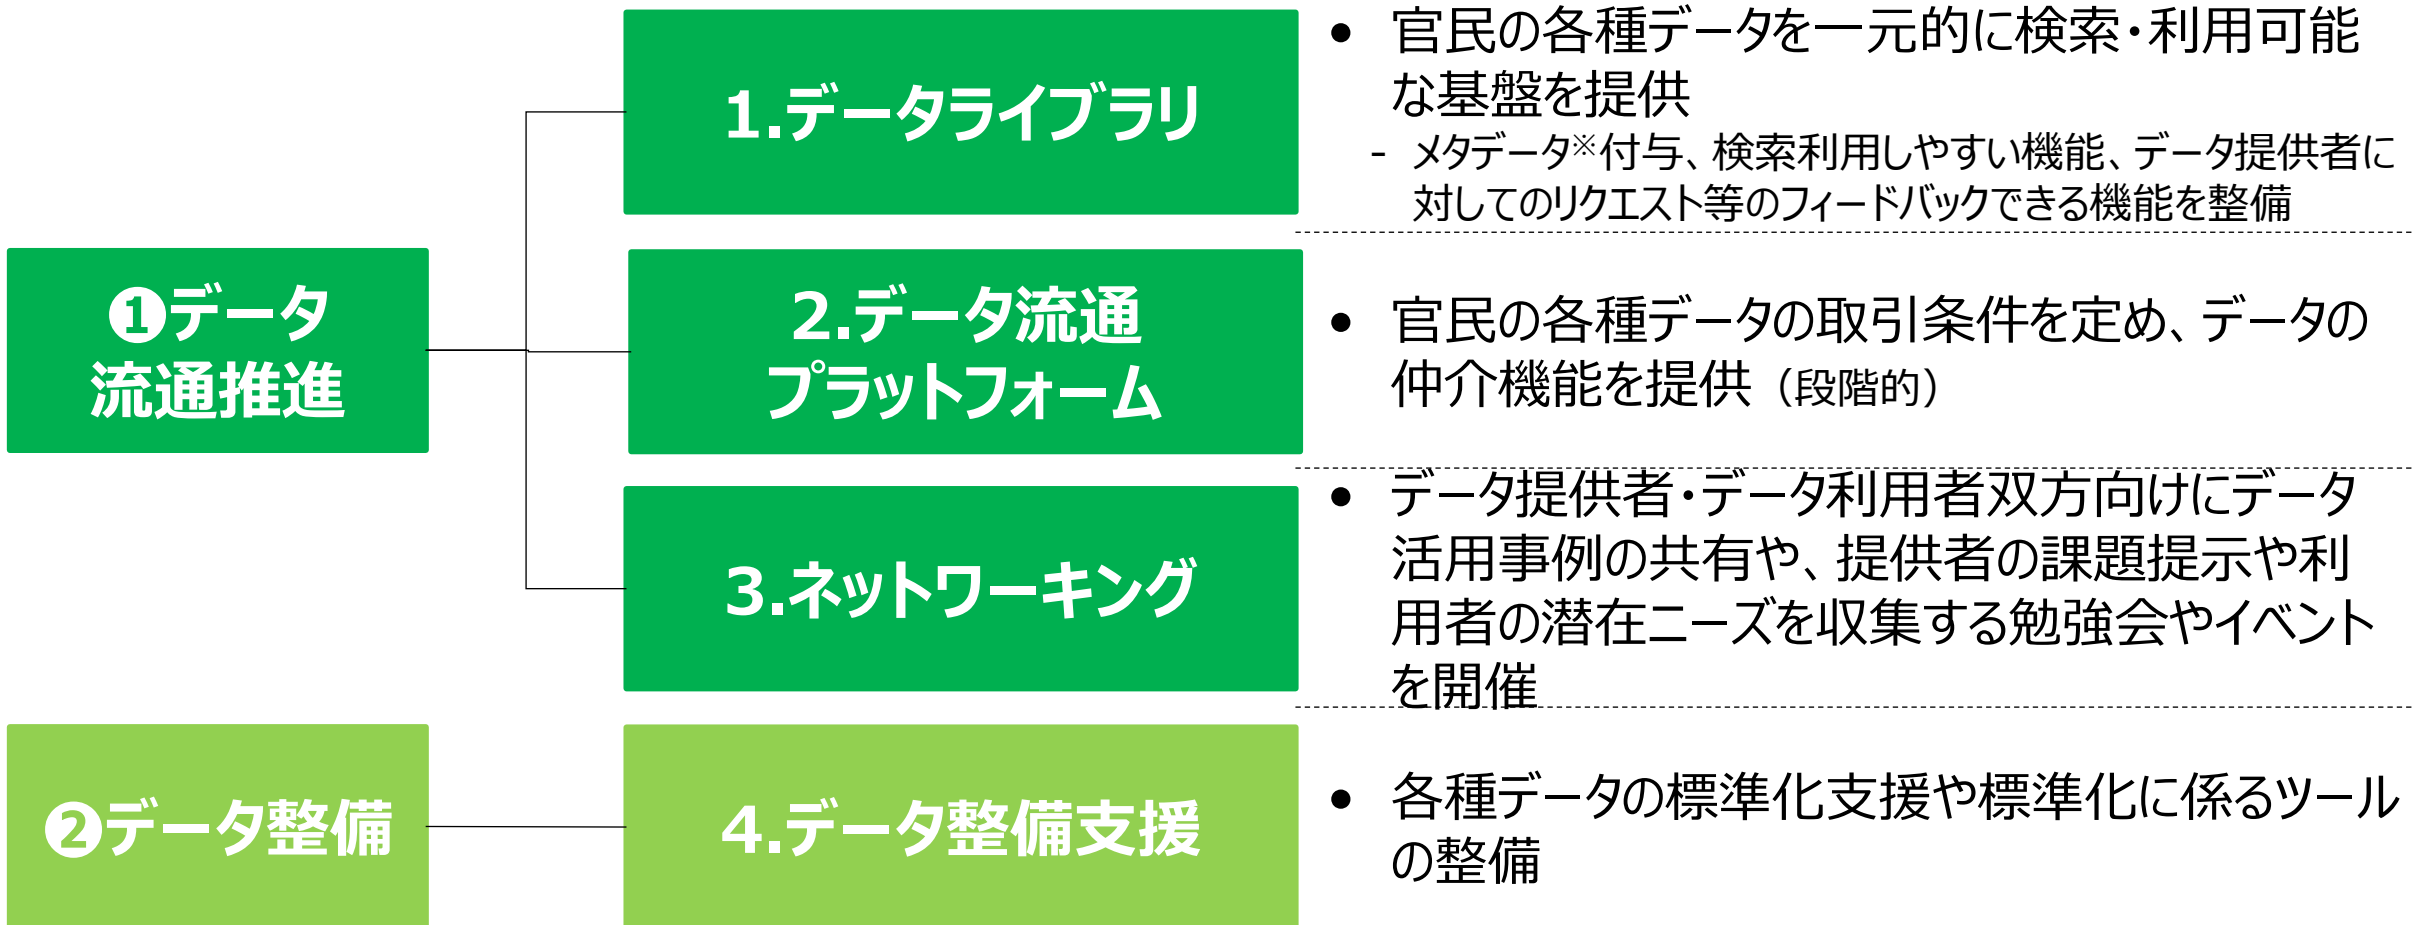 ❶データ
流通推進
1.データライブラリ
• 官民の各種データを一元的に検索・利用可能
な基盤を提供
- メタデータ※付与、検索利用しやすい機能、データ提供者に
対してのリクエスト等のフィードバックできる機能を整備
2.データ流通
プラットフォーム
• 官民の各種データの取引条件を定め、データの
仲介機能を提供（段階的）
3.ネットワーキング
• データ提供者・データ利用者双方向けにデータ
活用事例の共有や、提供者の課題提示や利
用者の潜在ニーズを収集する勉強会やイベント
を開催
❷データ整備
4.データ整備支援
• 各種データの標準化支援や標準化に係るツール
の整備